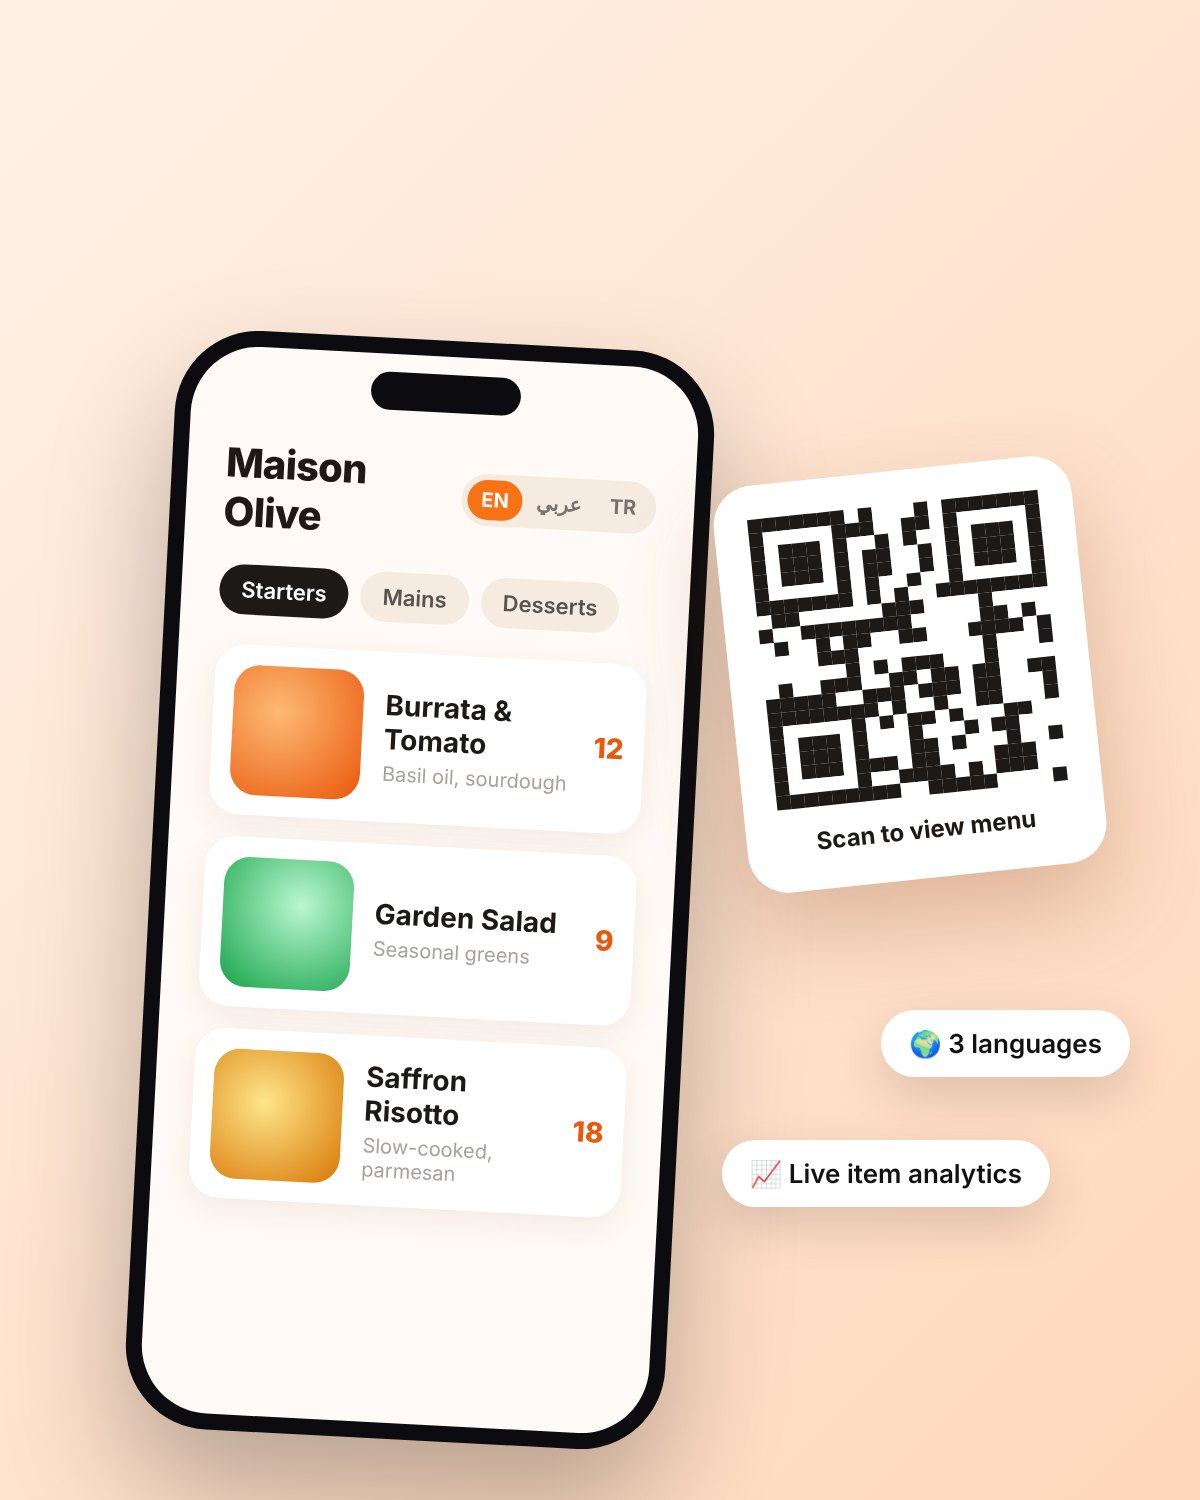 Maison
Olive
EN عربي TR
Starters Mains Desserts
Burrata &
Tomato
Basil oil, sourdough
12
Garden Salad
Seasonal greens
9
Saffron
Risotto
Slow-cooked,
parmesan
18
Scan to view menu
🌍 3 languages
📈 Live item analytics